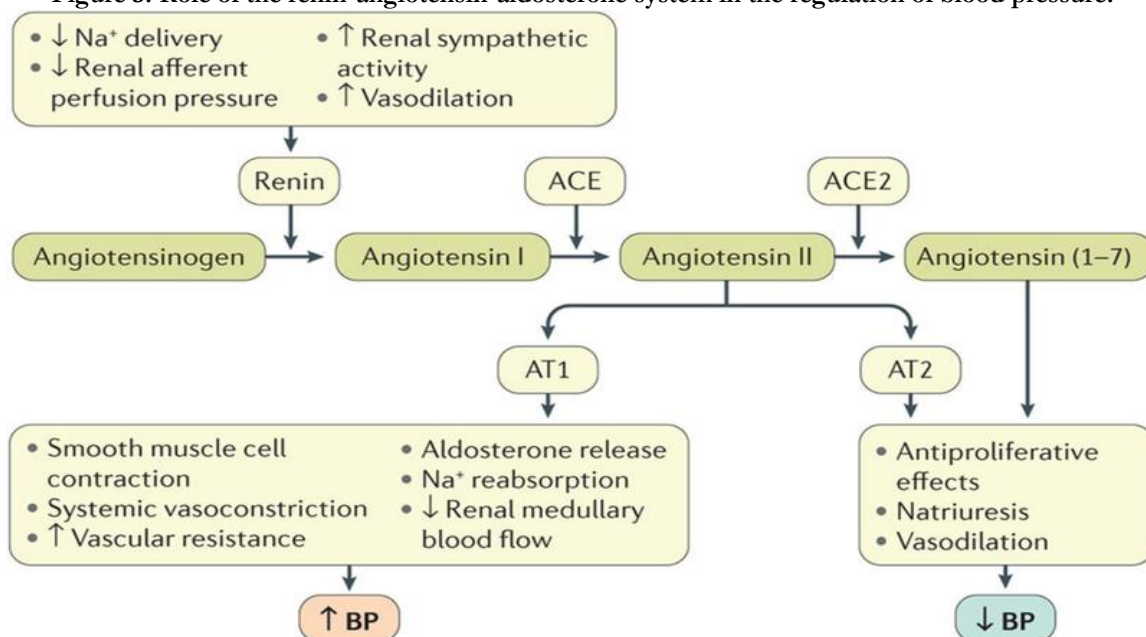 Figure 3. Role of the renin-angiotensin-aldosterone system in the regulation of blood pressure.
• ↓ Na⁺ delivery
• ↓ Renal afferent
perfusion pressure
• ↑ Renal sympathetic
activity
• ↑ Vasodilation
Renin
ACE
ACE2
Angiotensinogen
Angiotensin I
Angiotensin II
Angiotensin (1–7)
AT1
AT2
• Smooth muscle cell
contraction
• Systemic vasoconstriction
• ↑ Vascular resistance
• Aldosterone release
• Na⁺ reabsorption
• ↓ Renal medullary
blood flow
• Antiproliferative
effects
• Natriuresis
• Vasodilation
↑ BP
↓ BP